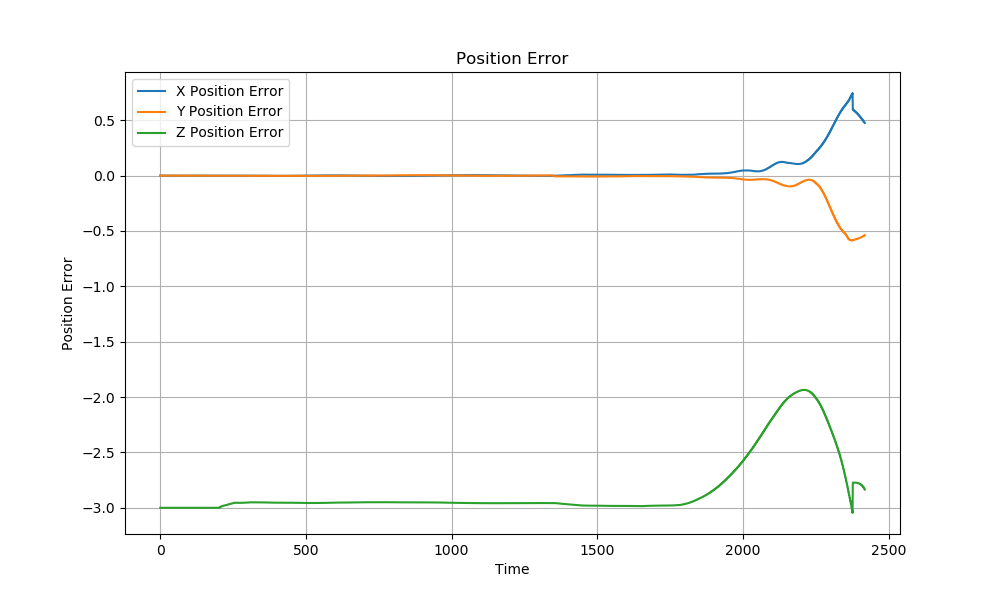 Position Error
X Position Error
Y Position Error
Z Position Error
0.5
0.0
−0.5
−1.0
−1.5
−2.0
−2.5
−3.0
Position Error
0 500 1000 1500 2000 2500
Time